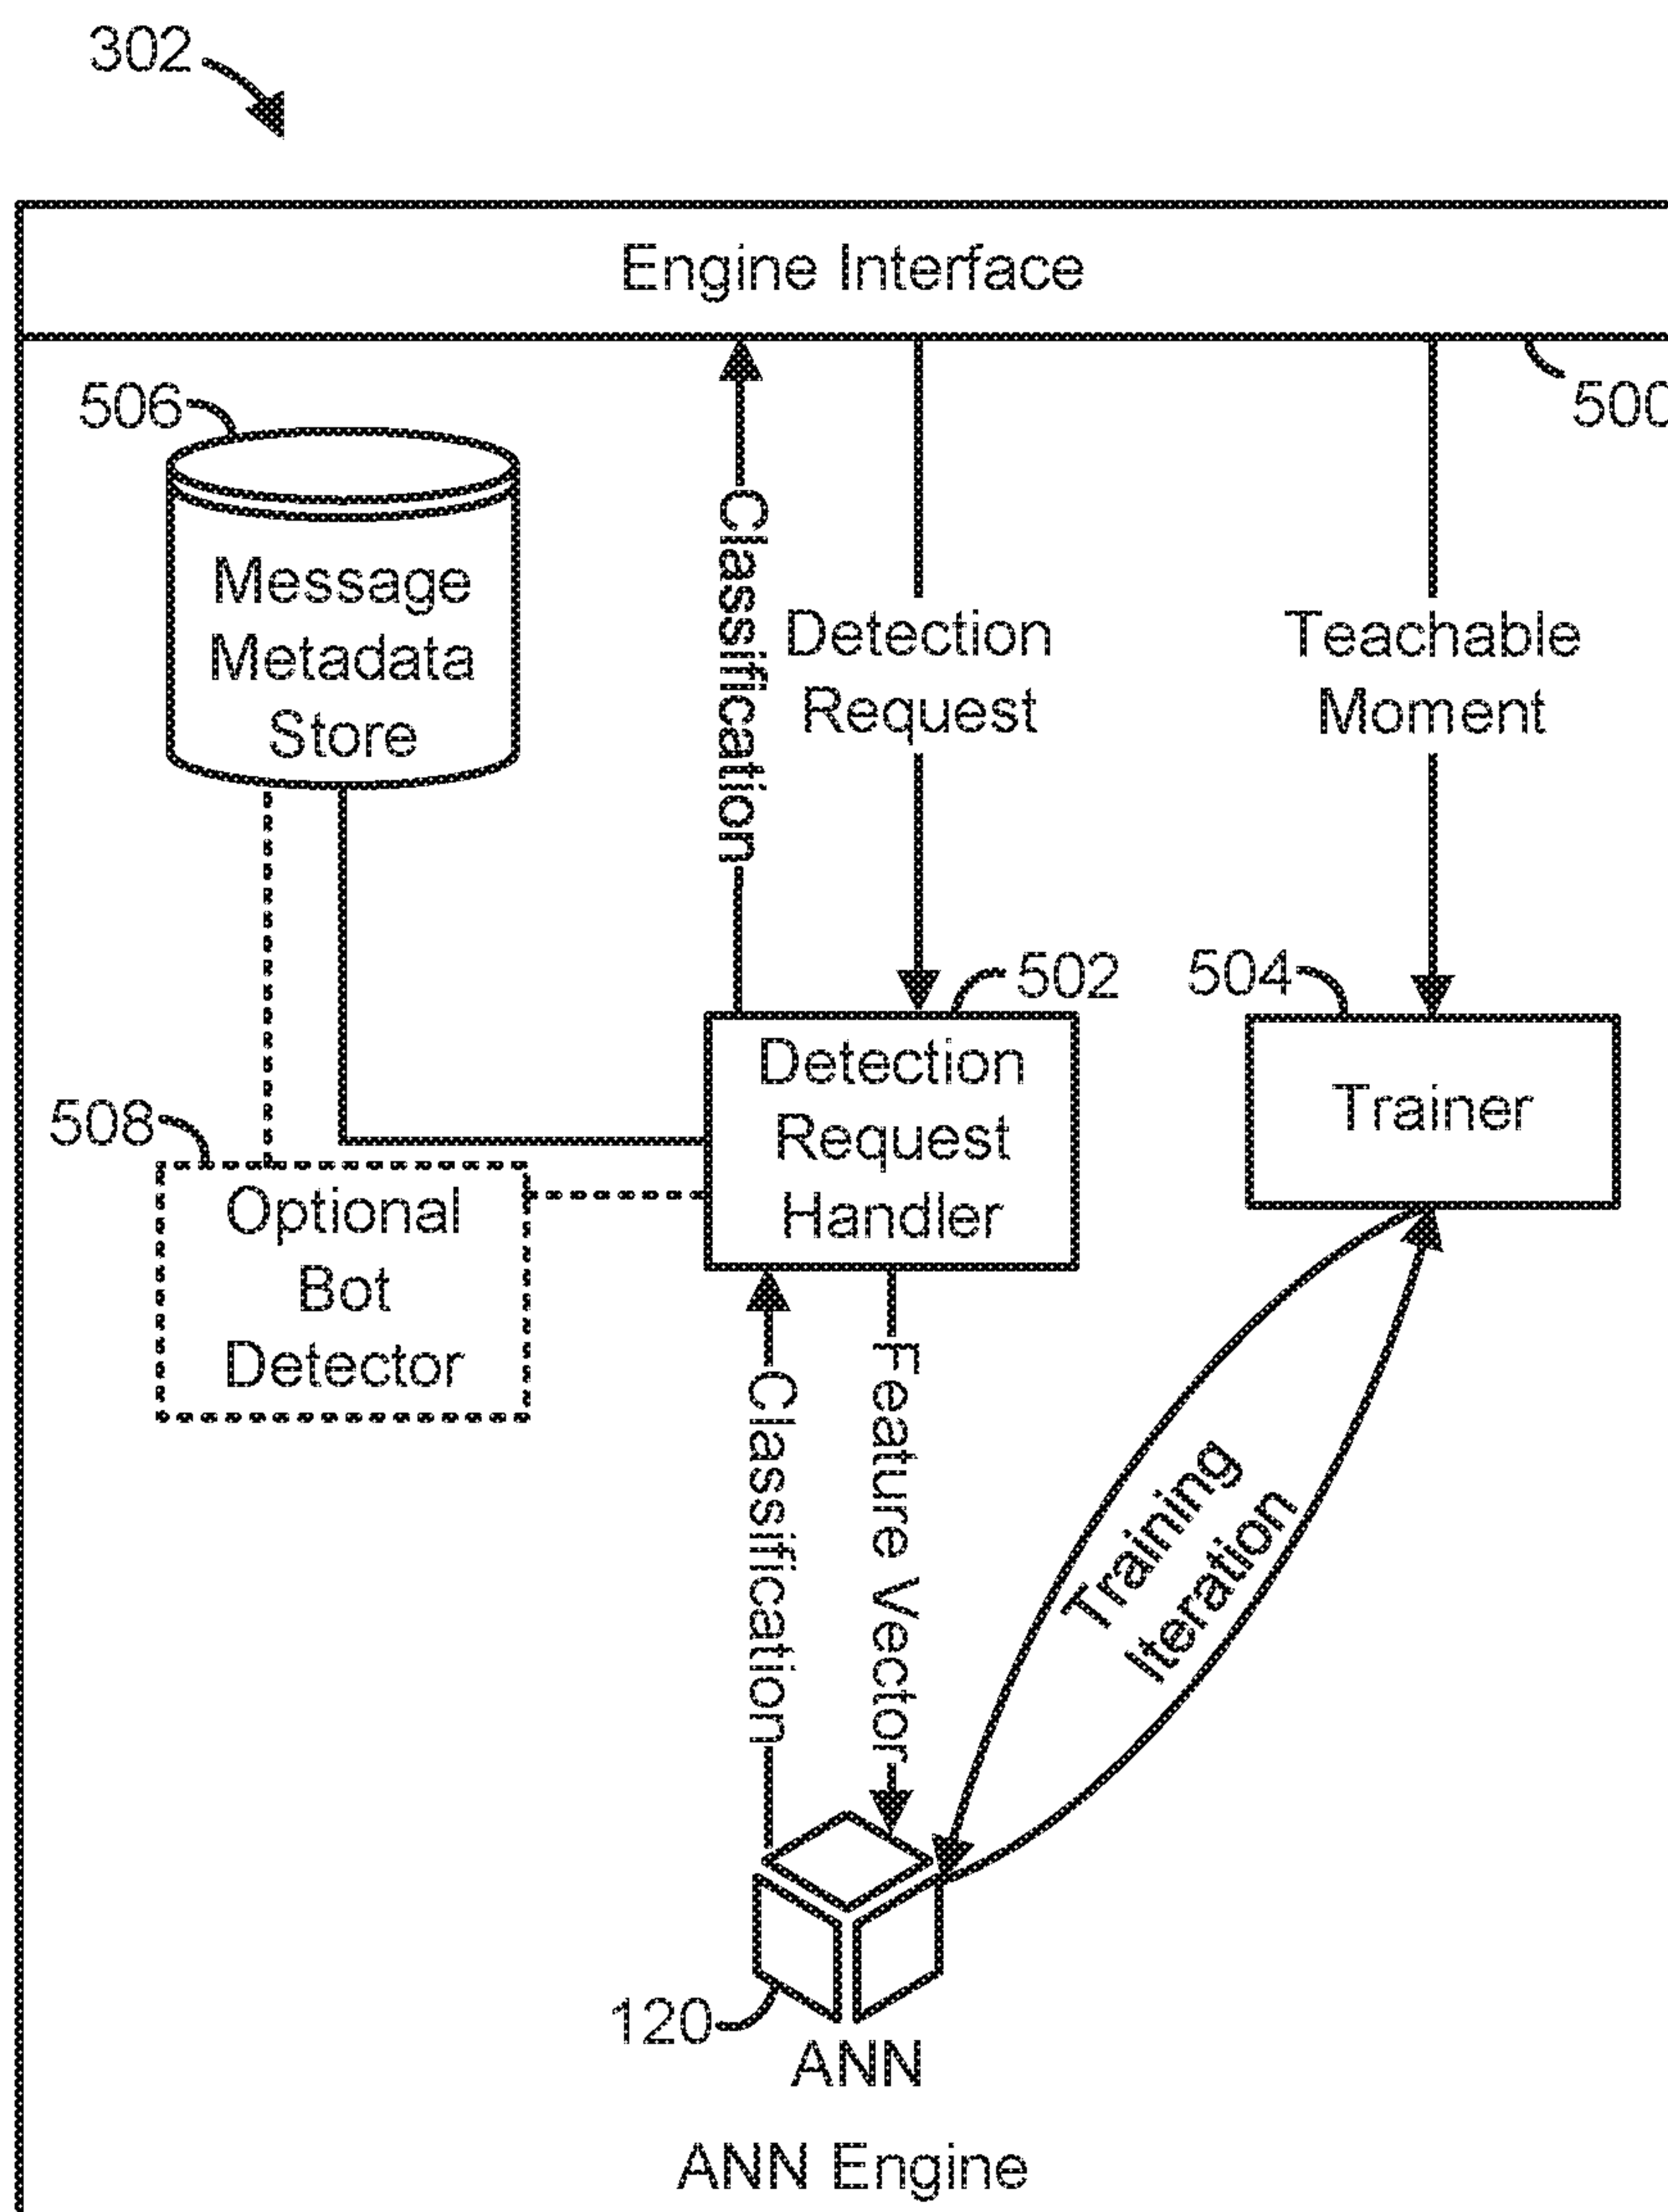 302
Engine Interface
500
506
Message
Metadata
Store
Classification
Detection
Request
Teachable
Moment
502
504
Detection
Request
Handler
Trainer
508
Optional
Bot
Detector
Classification
Feature Vector
Training
Iteration
120
ANN
ANN Engine